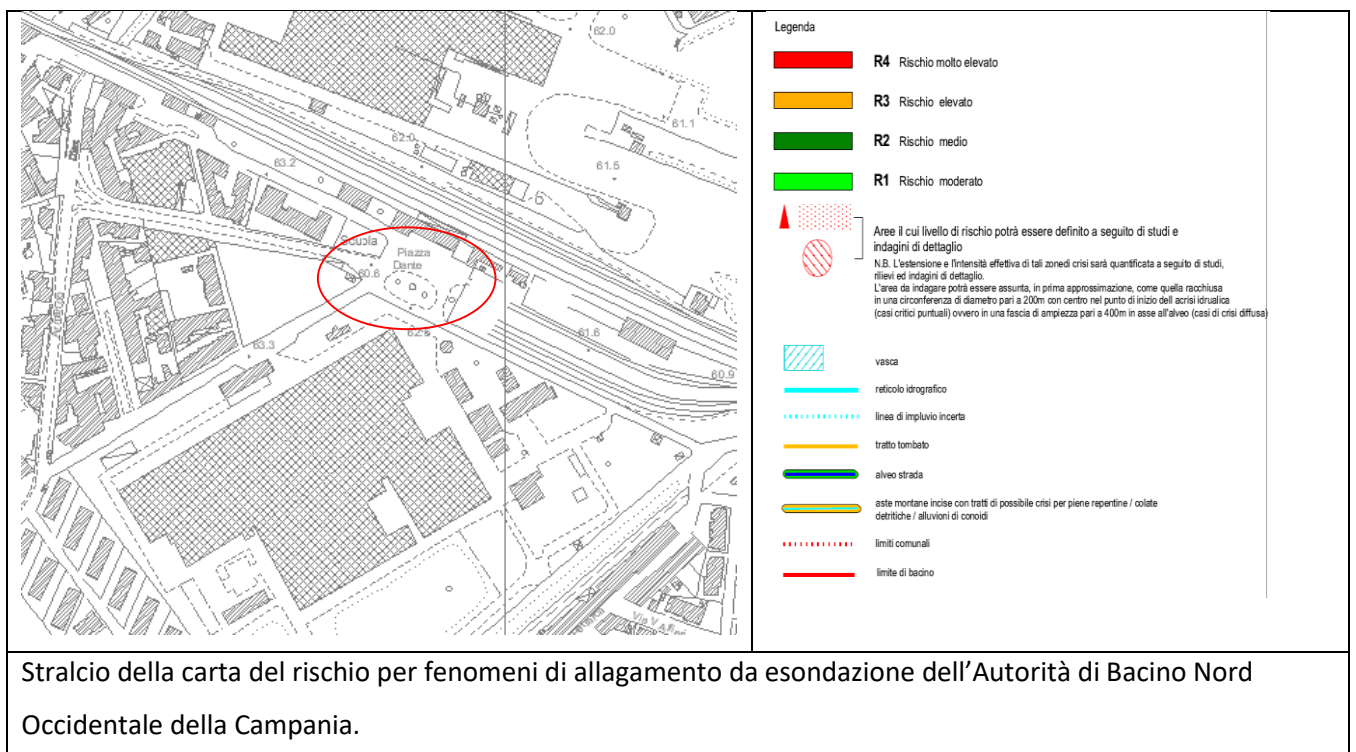 62.0
61.1
62.0
63.2
61.5
6
Scuola
Piazza
Dante
60.6
61.6
63.3
60.9
Legenda
R4 Rischio molto elevato
R3 Rischio elevato
R2 Rischio medio
R1 Rischio moderato
Aree il cui livello di rischio potrà essere definito a seguito di studi e
indagini di dettaglio
N.B. L'estensione e l'intensità effettiva di tali zonedi crisi sarà quantificata a seguito di studi,
rilievi ed indagini di dettaglio.
L'area da indagare potrà essere assunta, in prima approssimazione, come quella racchiusa
in una circonferenza di diametro pari a 200m con centro nel punto di inizio dell acrisi idrualica
(casi critici puntuali) ovvero in una fascia di ampiezza pari a 400m in asse all'alveo (casi di crisi diffusa)
vasca
reticolo idrografico
linea di impluvio incerta
tratto tombato
alveo strada
aste montane incise con tratti di possibile crisi per piene repentine / colate
detritiche / alluvioni di conoidi
limiti comunali
limite di bacino
Stralcio della carta del rischio per fenomeni di allagamento da esondazione dell’Autorità di Bacino Nord
Occidentale della Campania.